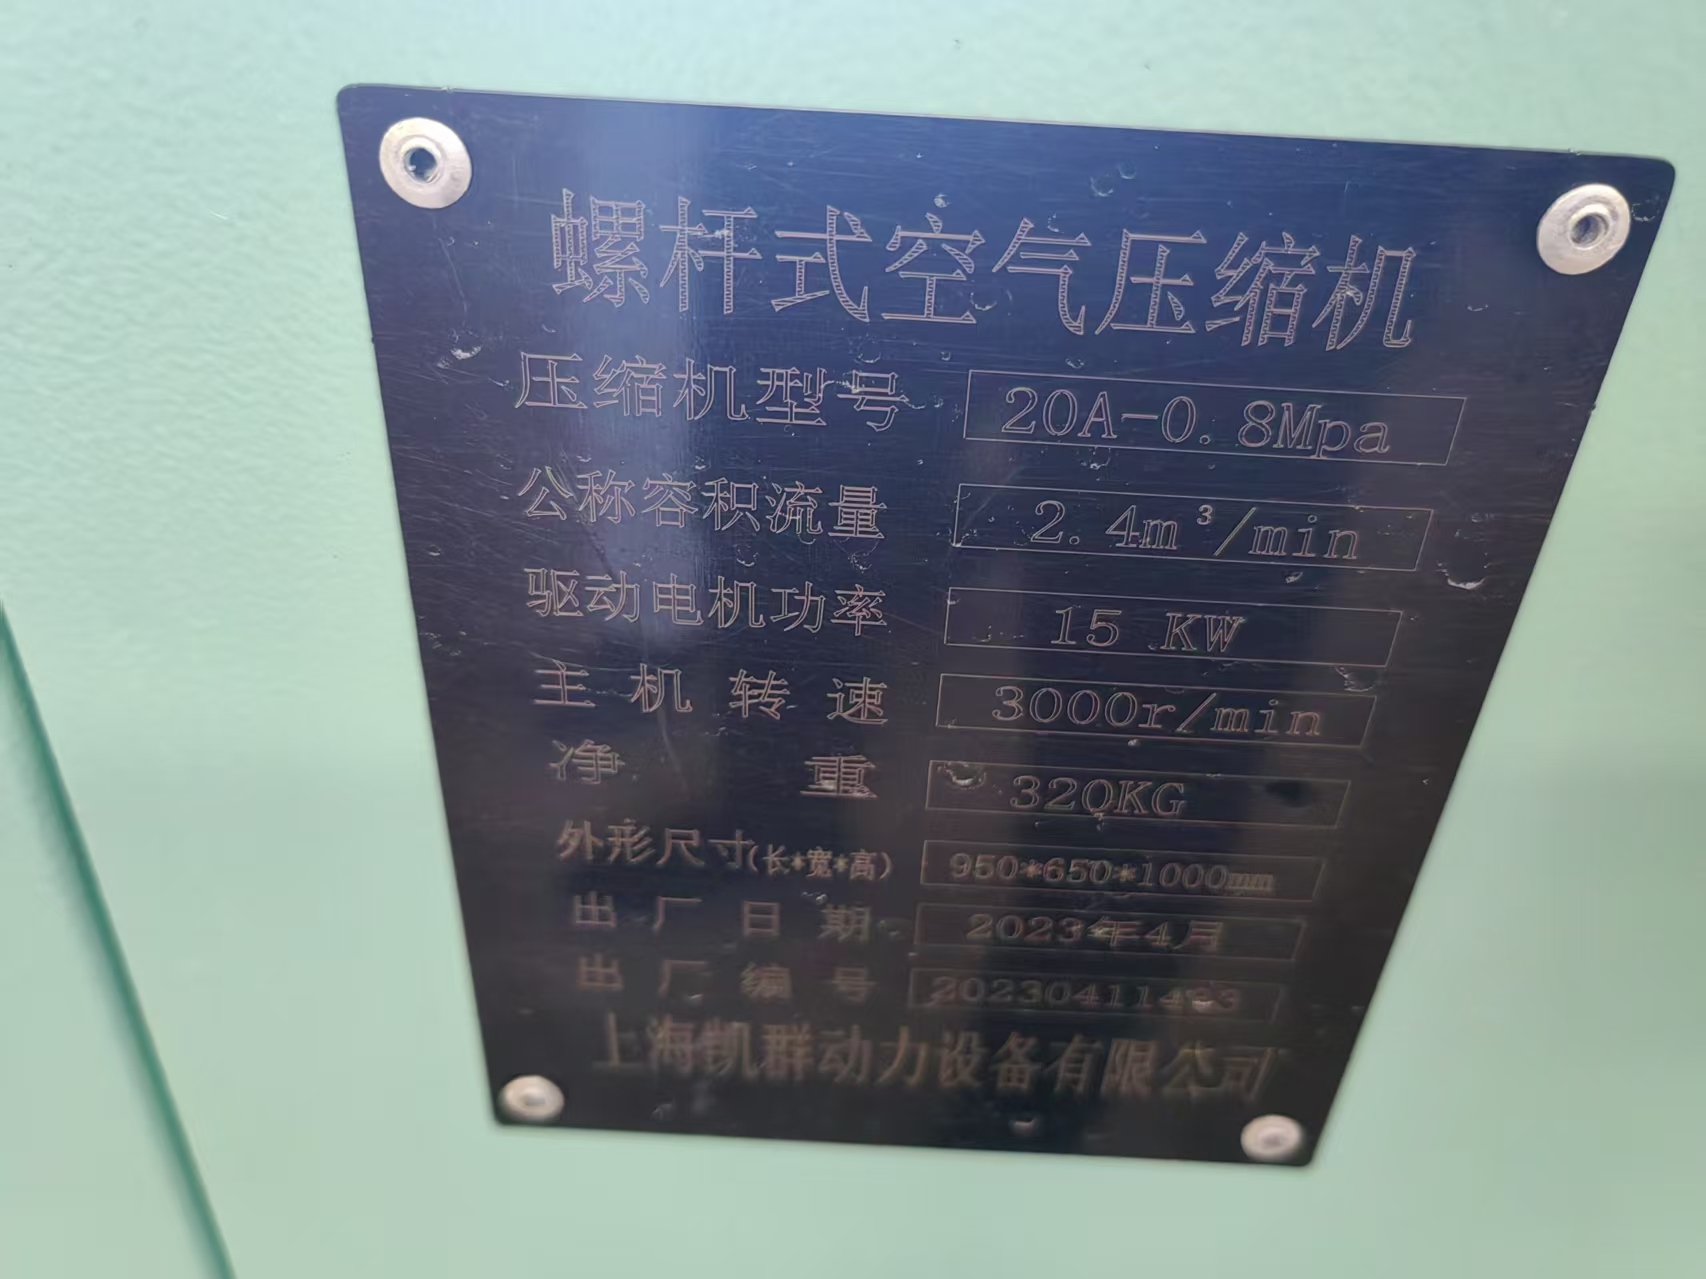 螺杆式空气压缩机
压缩机型号 20A-0.8Mpa
公称容积流量 2.4m³/min
驱动电机功率 15 KW
主机转速 3000r/min
净重 320KG
外形尺寸(长*宽*高) 950*650*1000mm
出厂日期 2023年4月
出厂编号
上海凯群动力设备有限公司